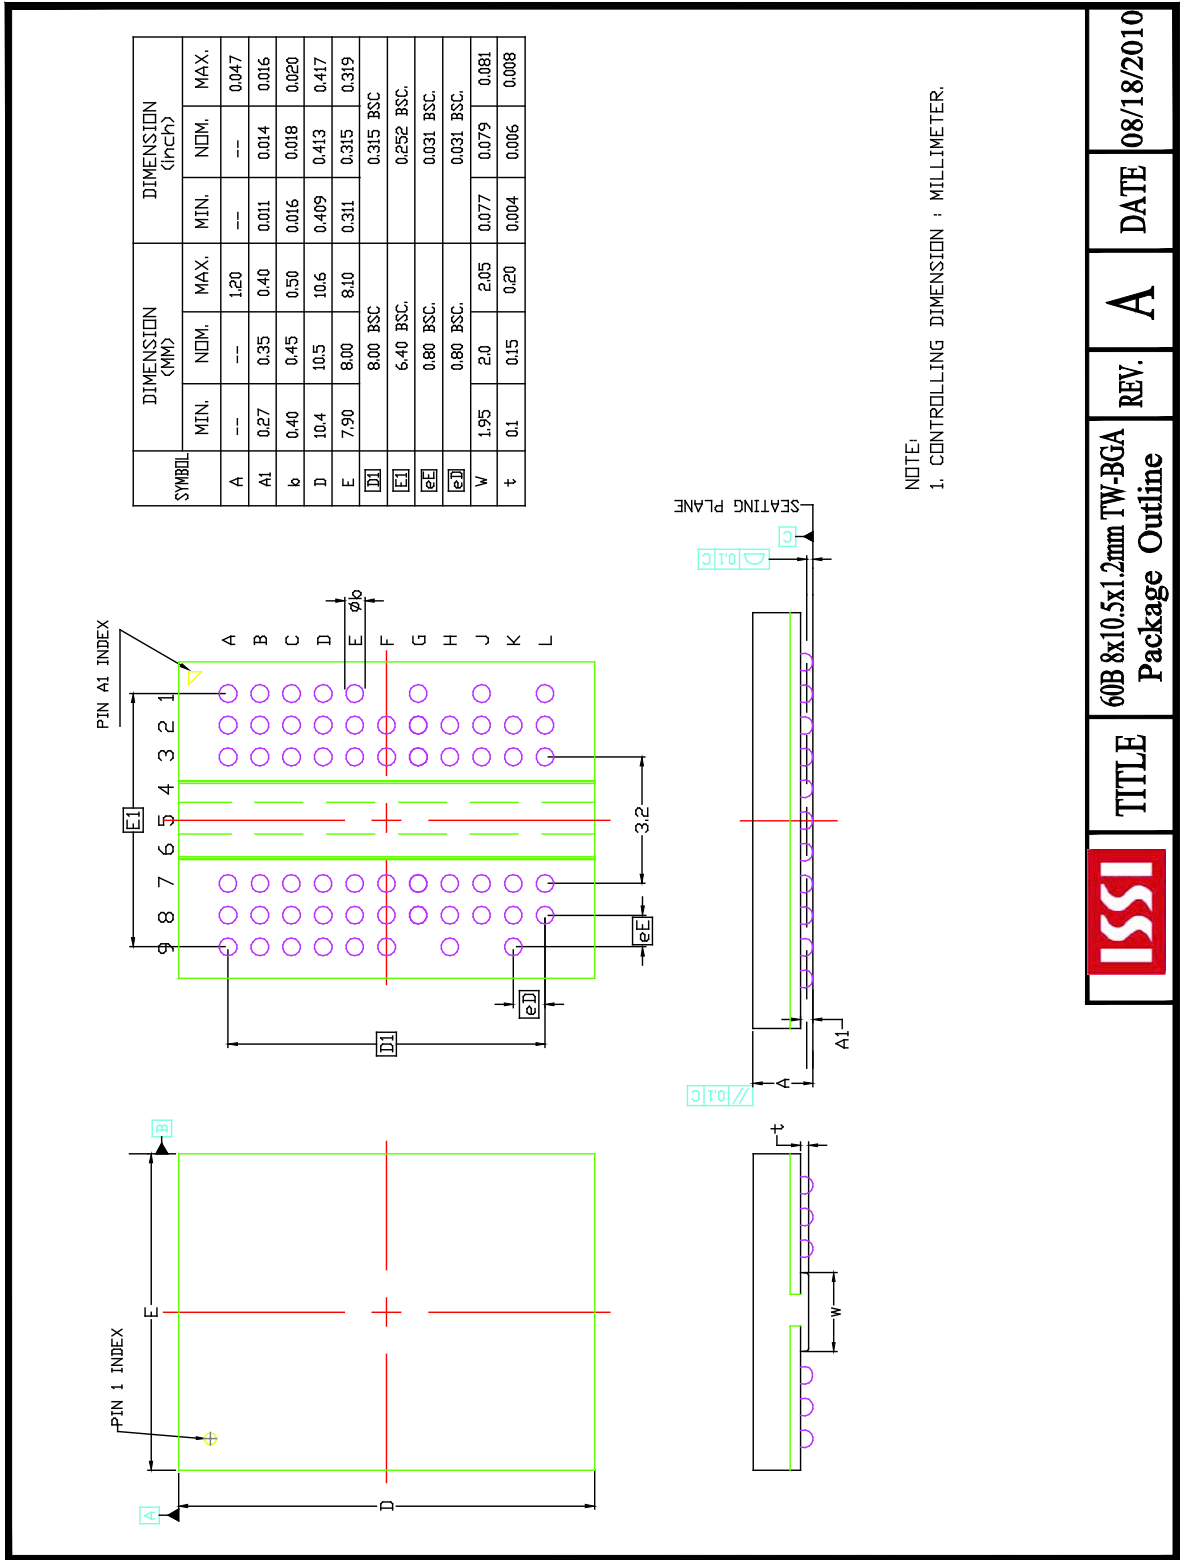 SYMBOL DIMENSION (MM) DIMENSION (inch)
MIN. NOM. MAX. MIN. NOM. MAX.
A -- -- 1.20 -- -- 0.047
A1 0.27 0.35 0.40 0.011 0.014 0.016
b 0.40 0.45 0.50 0.016 0.018 0.020
D 10.4 10.5 10.6 0.409 0.413 0.417
E 7.90 8.00 8.10 0.311 0.315 0.319
D1 8.00 BSC 0.315 BSC
E1 6.40 BSC. 0.252 BSC.
eE 0.80 BSC. 0.031 BSC.
eD 0.80 BSC. 0.031 BSC.
W 1.95 2.0 2.05 0.077 0.079 0.081
t 0.1 0.15 0.20 0.004 0.006 0.008
PIN 1 INDEX
A
B
E
D
PIN A1 INDEX
E1
9 8 7 6 5 4 3 2 1
A
B
C
D
E
F
G
H
J
K
L
Øb
D1
eD
eE
3.2
// 0.1 C
A
A1
0.1 C
C
SEATING PLANE
t
W
NOTE:
1. CONTROLLING DIMENSION : MILLIMETER.
ISSI
TITLE
60B 8x10.5x1.2mm TW-BGA
Package Outline
REV.
A
DATE
08/18/2010